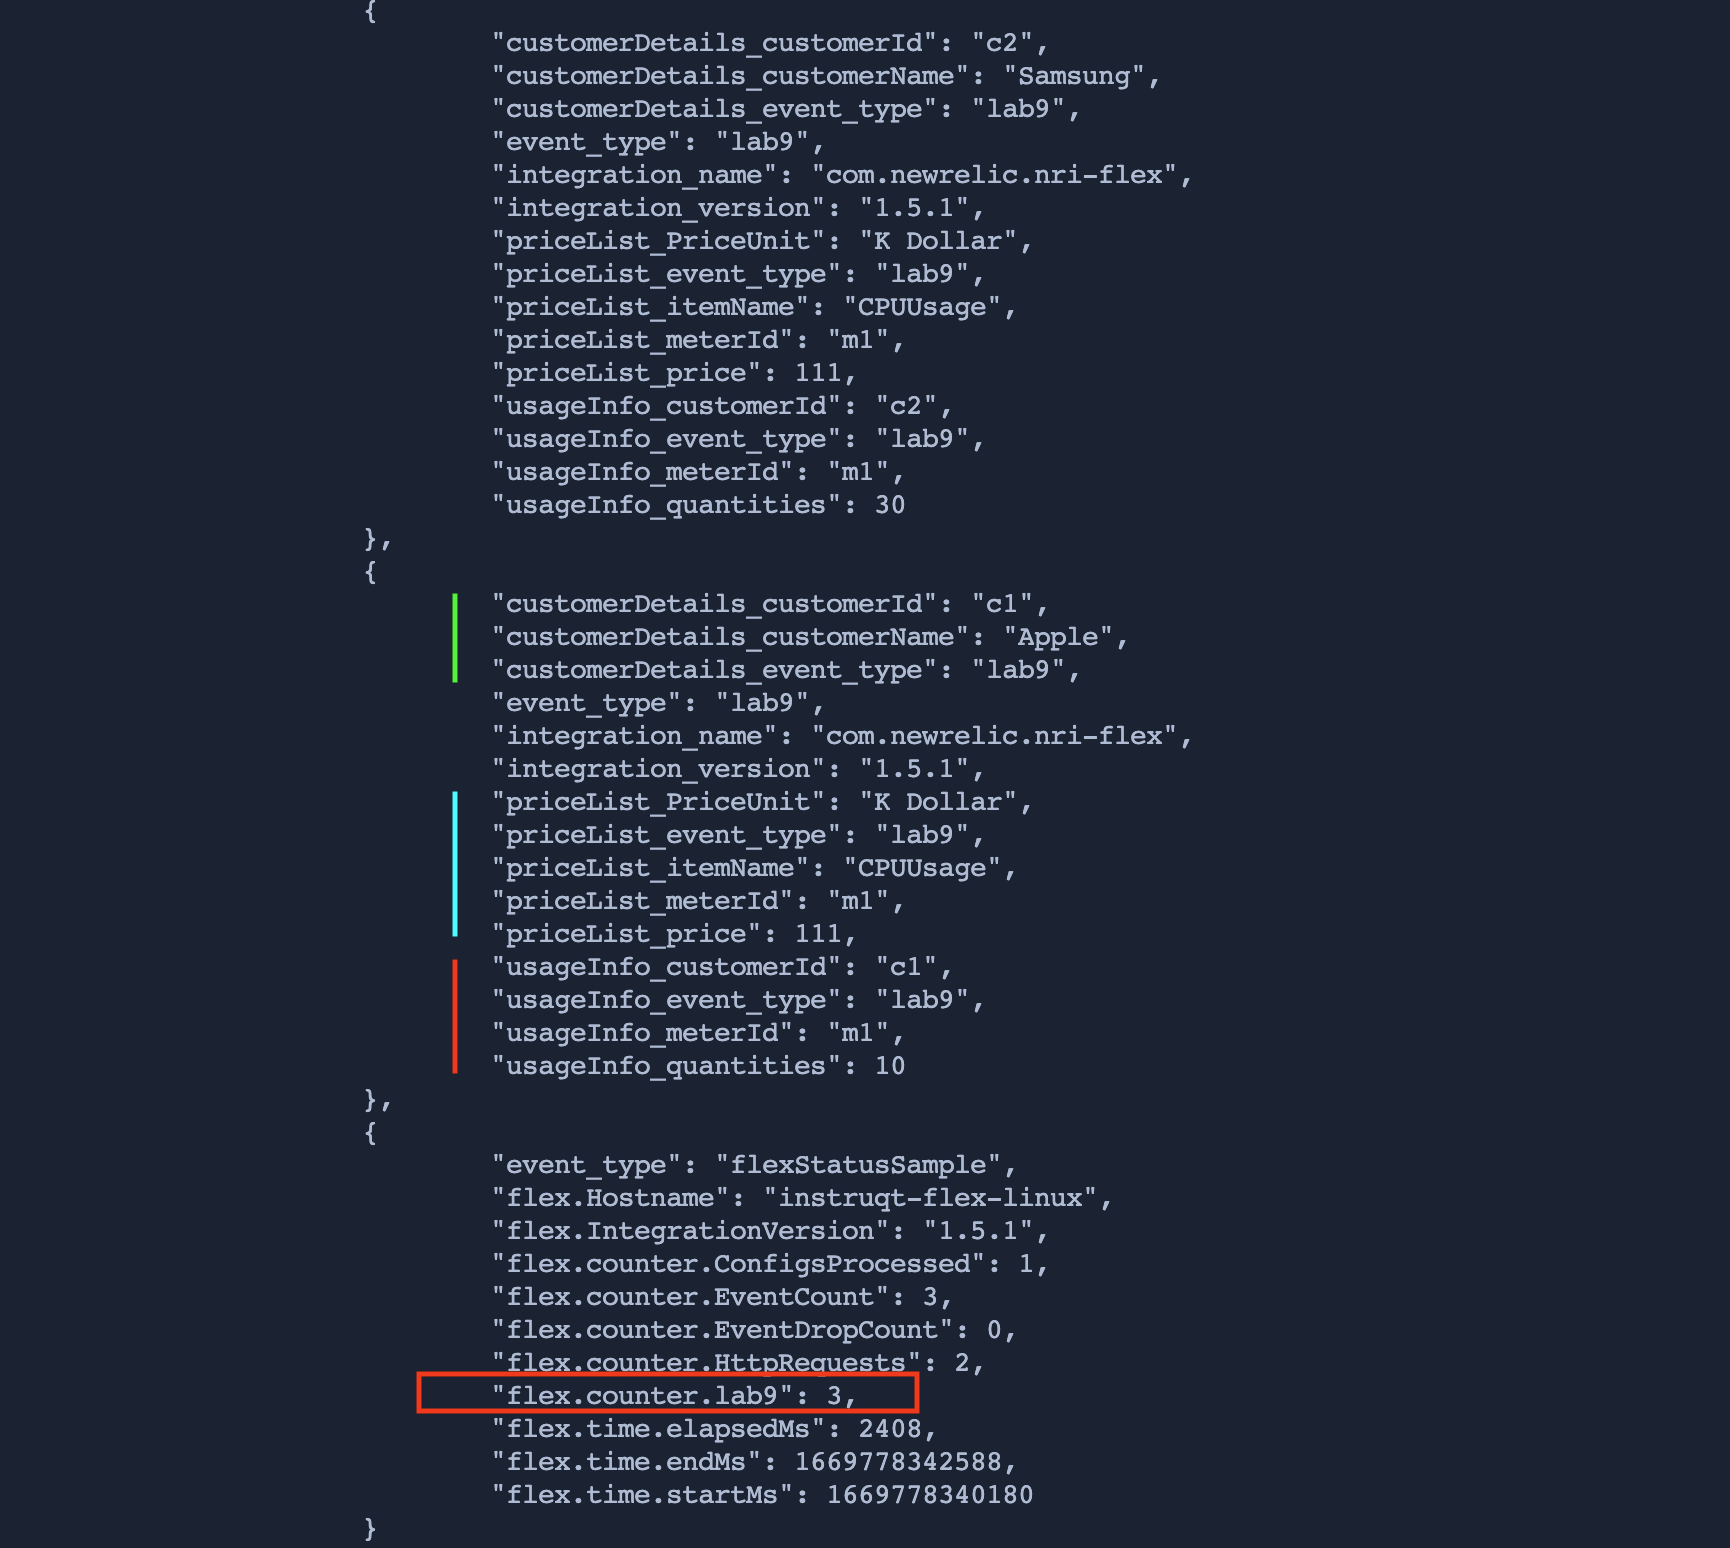 {
"customerDetails_customerId": "c2",
"customerDetails_customerName": "Samsung",
"customerDetails_event_type": "lab9",
"event_type": "lab9",
"integration_name": "com.newrelic.nri-flex",
"integration_version": "1.5.1",
"priceList_PriceUnit": "K Dollar",
"priceList_event_type": "lab9",
"priceList_itemName": "CPUUsage",
"priceList_meterId": "m1",
"priceList_price": 111,
"usageInfo_customerId": "c2",
"usageInfo_event_type": "lab9",
"usageInfo_meterId": "m1",
"usageInfo_quantities": 30
},
{
"customerDetails_customerId": "c1",
"customerDetails_customerName": "Apple",
"customerDetails_event_type": "lab9",
"event_type": "lab9",
"integration_name": "com.newrelic.nri-flex",
"integration_version": "1.5.1",
"priceList_PriceUnit": "K Dollar",
"priceList_event_type": "lab9",
"priceList_itemName": "CPUUsage",
"priceList_meterId": "m1",
"priceList_price": 111,
"usageInfo_customerId": "c1",
"usageInfo_event_type": "lab9",
"usageInfo_meterId": "m1",
"usageInfo_quantities": 10
},
{
"event_type": "flexStatusSample",
"flex.Hostname": "instruqt-flex-linux",
"flex.IntegrationVersion": "1.5.1",
"flex.counter.ConfigsProcessed": 1,
"flex.counter.EventCount": 3,
"flex.counter.EventDropCount": 0,
"flex.counter.HttpRequests": 2,
"flex.counter.lab9": 3,
"flex.time.elapsedMs": 2408,
"flex.time.endMs": 1669778342588,
"flex.time.startMs": 1669778340180
}